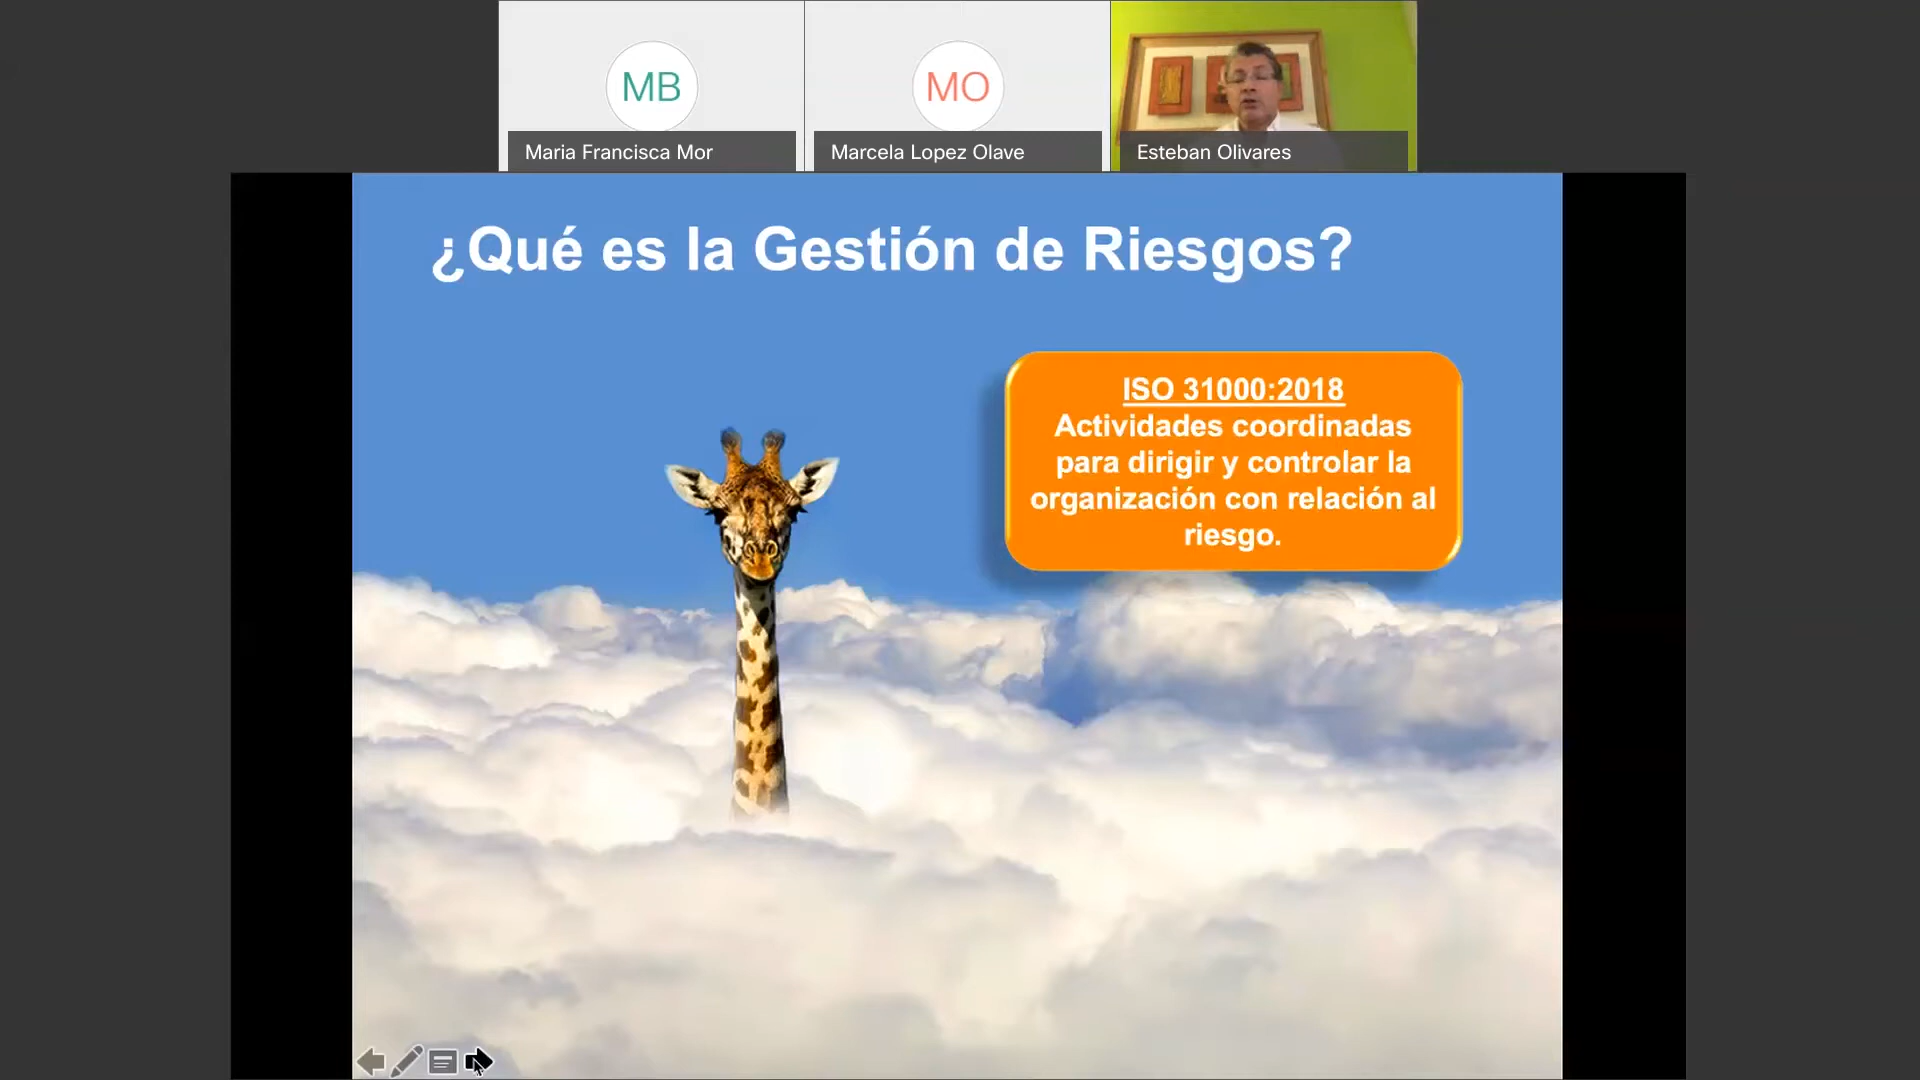 MB
MO
Maria Francisca Mor
Marcela Lopez Olave
Esteban Olivares
¿Qué es la Gestión de Riesgos?
ISO 31000:2018
Actividades coordinadas
para dirigir y controlar la
organización con relación al
riesgo.